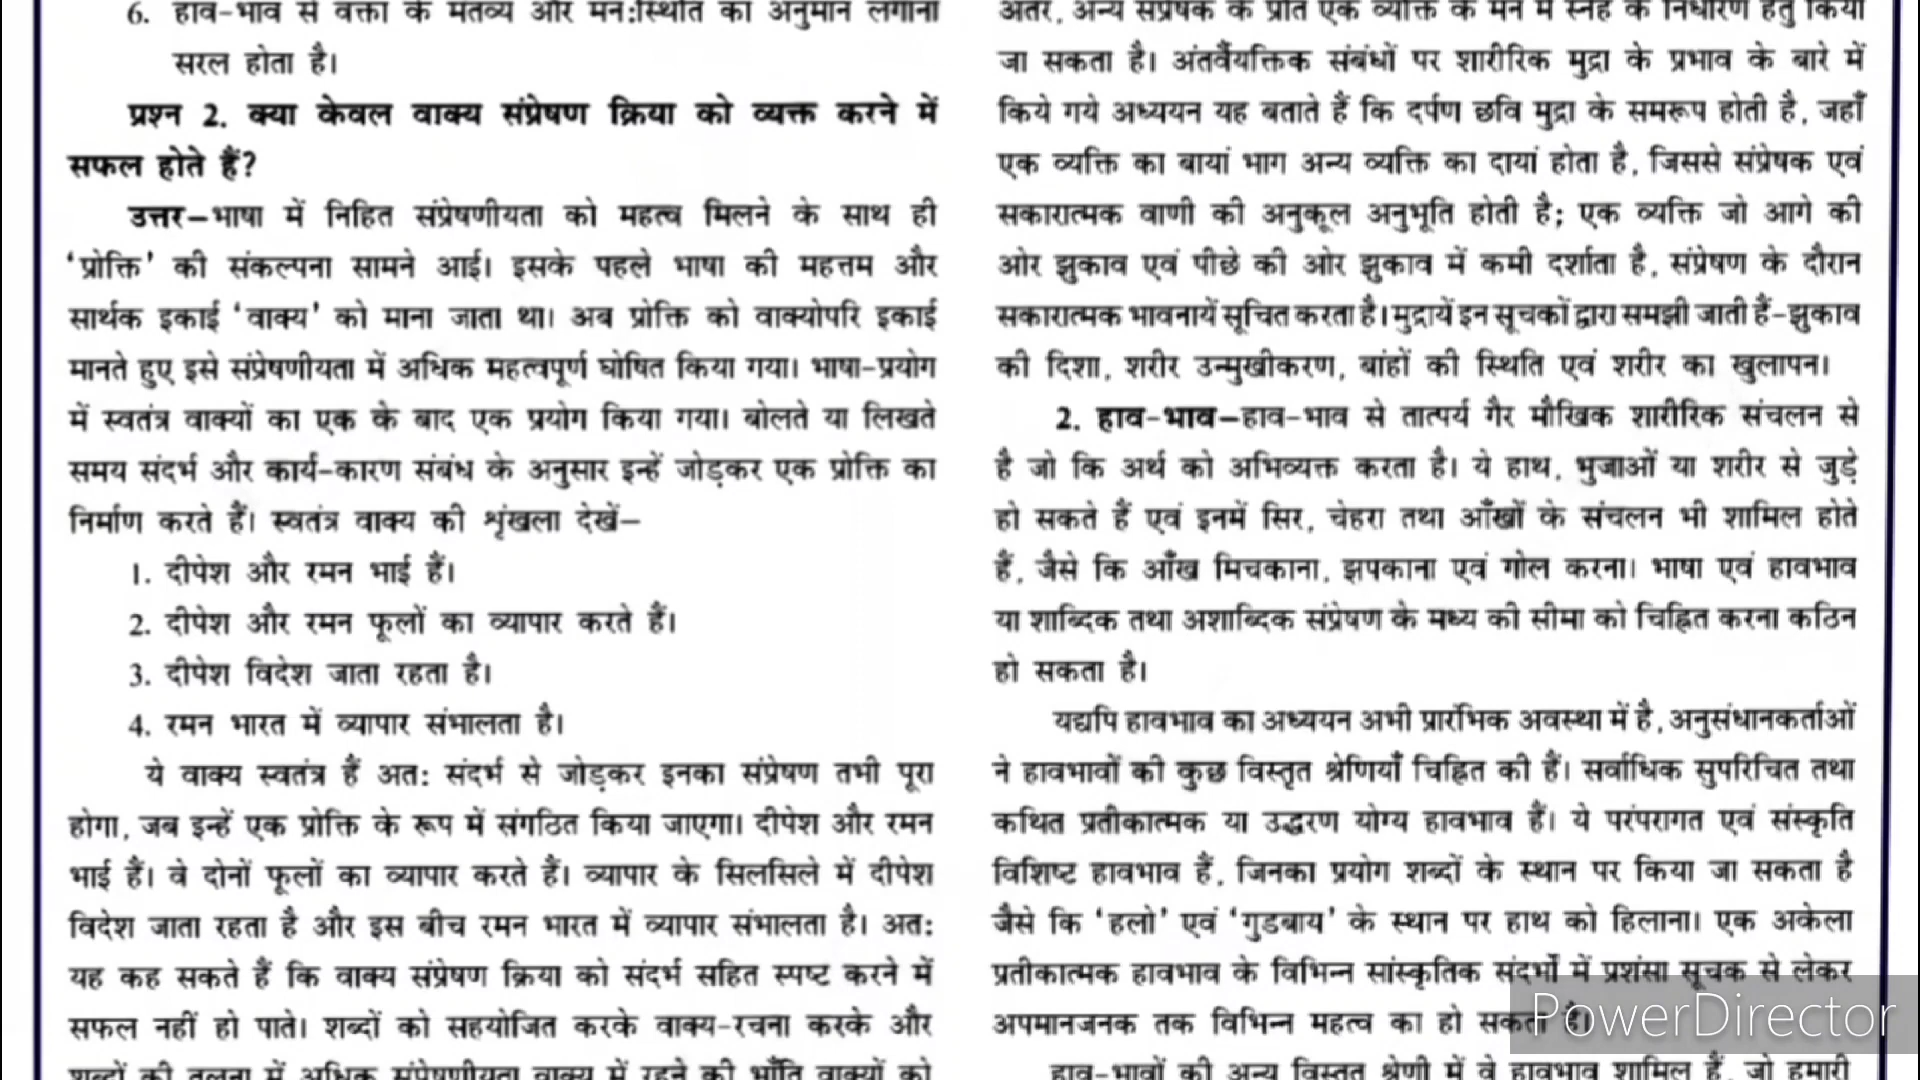 6. हाव-भाव से वक्ता के मंतव्य और मन:स्थिति का अनुमान लगाना
सरल होता है।
प्रश्न 2. क्या केवल वाक्य संप्रेषण क्रिया को व्यक्त करने में
सफल होते हैं?
उत्तर–भाषा में निहित संप्रेषणीयता को महत्व मिलने के साथ ही
'प्रोक्ति' की संकल्पना सामने आई। इसके पहले भाषा की महत्तम और
सार्थक इकाई 'वाक्य' को माना जाता था। अब प्रोक्ति को वाक्योपरि इकाई
मानते हुए इसे संप्रेषणीयता में अधिक महत्वपूर्ण घोषित किया गया। भाषा-प्रयोग
में स्वतंत्र वाक्यों का एक के बाद एक प्रयोग किया गया। बोलते या लिखते
समय संदर्भ और कार्य-कारण संबंध के अनुसार इन्हें जोड़कर एक प्रोक्ति का
निर्माण करते हैं। स्वतंत्र वाक्य की शृंखला देखें–
1. दीपेश और रमन भाई हैं।
2. दीपेश और रमन फूलों का व्यापार करते हैं।
3. दीपेश विदेश जाता रहता है।
4. रमन भारत में व्यापार संभालता है।
ये वाक्य स्वतंत्र हैं अत: संदर्भ से जोड़कर इनका संप्रेषण तभी पूरा
होगा, जब इन्हें एक प्रोक्ति के रूप में संगठित किया जाएगा। दीपेश और रमन
भाई हैं। वे दोनों फूलों का व्यापार करते हैं। व्यापार के सिलसिले में दीपेश
विदेश जाता रहता है और इस बीच रमन भारत में व्यापार संभालता है। अत:
यह कह सकते हैं कि वाक्य संप्रेषण क्रिया को संदर्भ सहित स्पष्ट करने में
सफल नहीं हो पाते। शब्दों को सहयोजित करके वाक्य-रचना करके और
शब्दों की तुलना में अधिक संप्रेषणीयता वाक्य में रहने की भाँति वाक्यों को
अंतर, अन्य संप्रेषक के प्रति एक व्यक्ति के मन में स्नेह के निर्धारण हेतु किया
जा सकता है। अंतर्वैयक्तिक संबंधों पर शारीरिक मुद्रा के प्रभाव के बारे में
किये गये अध्ययन यह बताते हैं कि दर्पण छवि मुद्रा के समरूप होती है, जहाँ
एक व्यक्ति का बायां भाग अन्य व्यक्ति का दायां होता है, जिससे संप्रेषक एवं
सकारात्मक वाणी की अनुकूल अनुभूति होती है; एक व्यक्ति जो आगे की
ओर झुकाव एवं पीछे की ओर झुकाव में कमी दर्शाता है, संप्रेषण के दौरान
सकारात्मक भावनायें सूचित करता है। मुद्रायें इन सूचकों द्वारा समझी जाती हैं-झुकाव
की दिशा, शरीर उन्मुखीकरण, बांहों की स्थिति एवं शरीर का खुलापन।
2. हाव-भाव–हाव-भाव से तात्पर्य गैर मौखिक शारीरिक संचलन से
है जो कि अर्थ को अभिव्यक्त करता है। ये हाथ, भुजाओं या शरीर से जुड़े
हो सकते हैं एवं इनमें सिर, चेहरा तथा आँखों के संचलन भी शामिल होते
हैं, जैसे कि आँख मिचकाना, झपकाना एवं गोल करना। भाषा एवं हावभाव
या शाब्दिक तथा अशाब्दिक संप्रेषण के मध्य की सीमा को चिह्नित करना कठिन
हो सकता है।
यद्यपि हावभाव का अध्ययन अभी प्रारंभिक अवस्था में है, अनुसंधानकर्ताओं
ने हावभावों की कुछ विस्तृत श्रेणियाँ चिह्नित की हैं। सर्वाधिक सुपरिचित तथा
कथित प्रतीकात्मक या उद्धरण योग्य हावभाव हैं। ये परंपरागत एवं संस्कृति
विशिष्ट हावभाव हैं, जिनका प्रयोग शब्दों के स्थान पर किया जा सकता है
जैसे कि 'हलो' एवं 'गुडबाय' के स्थान पर हाथ को हिलाना। एक अकेला
प्रतीकात्मक हावभाव के विभिन्न सांस्कृतिक संदर्भों में प्रशंसा सूचक से लेकर
अपमानजनक तक विभिन्न महत्व का हो सकता है।
हाव-भावों की अन्य विस्तृत श्रेणी में वे हावभाव शामिल हैं, जो हमारी
PowerDirector